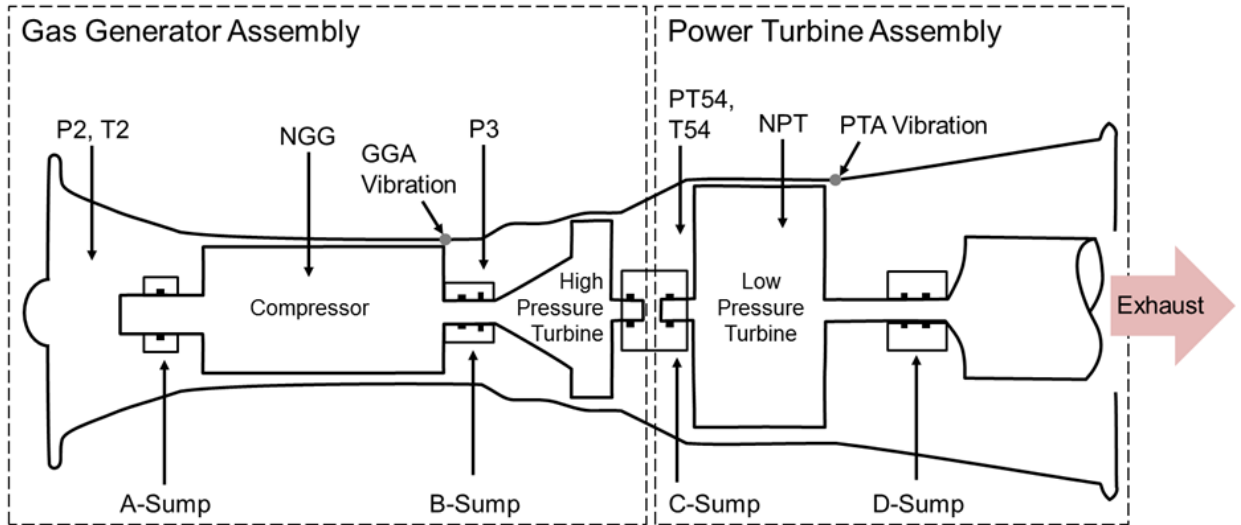 Gas Generator Assembly
Power Turbine Assembly
P2, T2
NGG
GGA
Vibration
P3
PT54,
T54
NPT
PTA Vibration
Compressor
High
Pressure
Turbine
Low
Pressure
Turbine
Exhaust
A-Sump
B-Sump
C-Sump
D-Sump